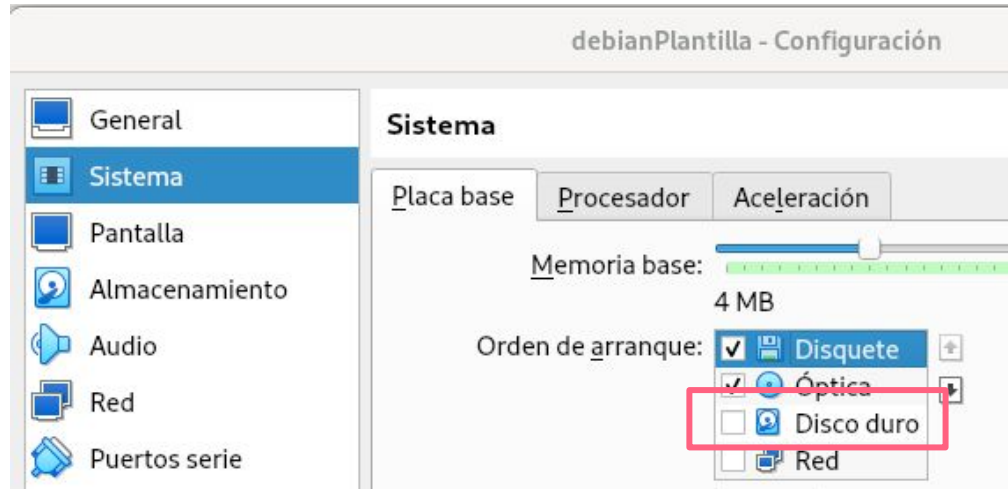 debianPlantilla - Configuración
General
Sistema
Pantalla
Almacenamiento
Audio
Red
Puertos serie
Sistema
Placa base
Procesador
Aceleración
Memoria base:
4 MB
Orden de arranque:
Disquete
Óptica
Disco duro
Red